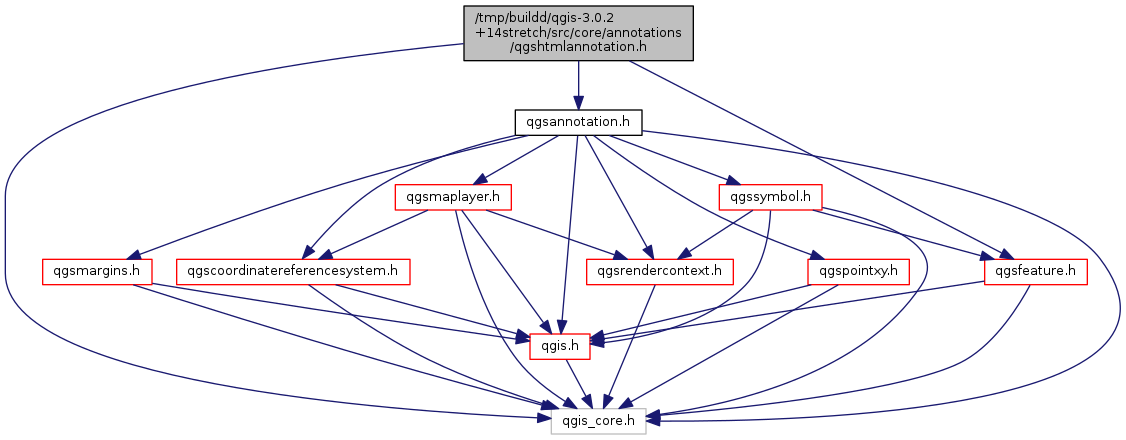 /tmp/buildd/qgis-3.0.2
+14stretch/src/core/annotations
/qgshtmlannotation.h
qgsannotation.h
qgsmaplayer.h
qgssymbol.h
qgsmargins.h
qgscoordinatereferencesystem.h
qgsrendercontext.h
qgspointxy.h
qgsfeature.h
qgis.h
qgis_core.h